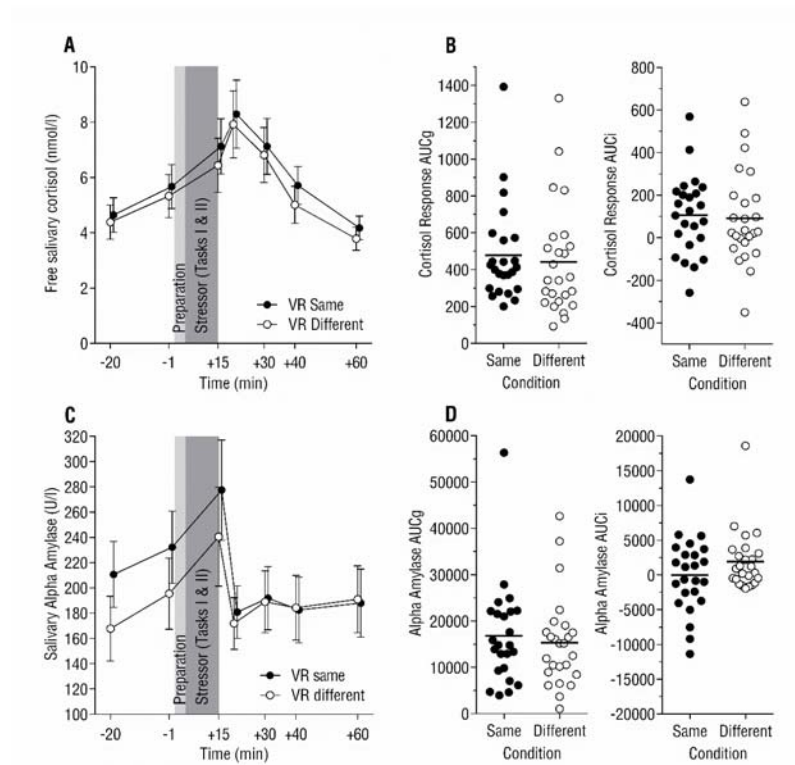 A
Free salivary cortisol (nmol/l)
10
8
6
4
2
0
Preparation
Stressor (Tasks I & II)
VR Same
VR Different
-20
-1
+15
+30
+40
+60
Time (min)
B
Cortisol Response AUCg
1400
1200
1000
800
600
400
200
0
Same
Different
Condition
Cortisol Response AUCi
800
600
400
200
0
-200
-400
Same
Different
Condition
C
Salivary Alpha Amylase (U/l)
320
300
280
260
240
220
200
180
160
140
120
100
Preparation
Stressor (Tasks I & II)
VR same
VR different
-20
-1
+15
+30
+40
+60
Time (min)
D
Alpha Amylase AUCg
60000
50000
40000
30000
20000
10000
0
Same
Different
Condition
Alpha Amylase AUCi
20000
15000
10000
5000
0
-5000
-10000
-15000
-20000
Same
Different
Condition